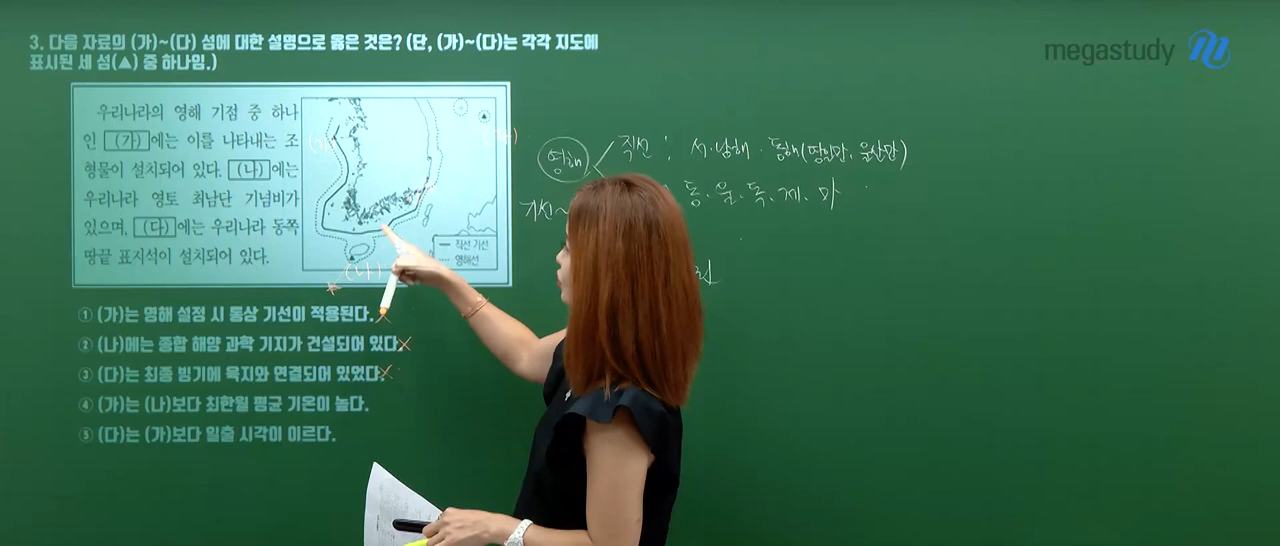 3. 다음 자료의 (가)~(다) 섬에 대한 설명으로 옳은 것은? (단, (가)~(다)는 각각 지도에
표시된 세 섬(▲) 중 하나임.)
megastudy
우리나라의 영해 기점 중 하나
인 (가)에는 이를 나타내는 조
형물이 설치되어 있다. (나)에는
우리나라 영토 최남단 기념비가
있으며, (다)에는 우리나라 동쪽
땅끝 표지석이 설치되어 있다.
(가)
(나)
직선 기선
영해선
① (가)는 영해 설정 시 통상 기선이 적용된다.
② (나)에는 종합 해양 과학 기지가 건설되어 있다.
③ (다)는 최종 빙기에 육지와 연결되어 있었다.
④ (가)는 (나)보다 최한월 평균 기온이 높다.
⑤ (다)는 (가)보다 일출 시각이 이르다.
영해
직선 : 서·남해·동해(영일만, 울산만)
동·울·독·제·마
기선~